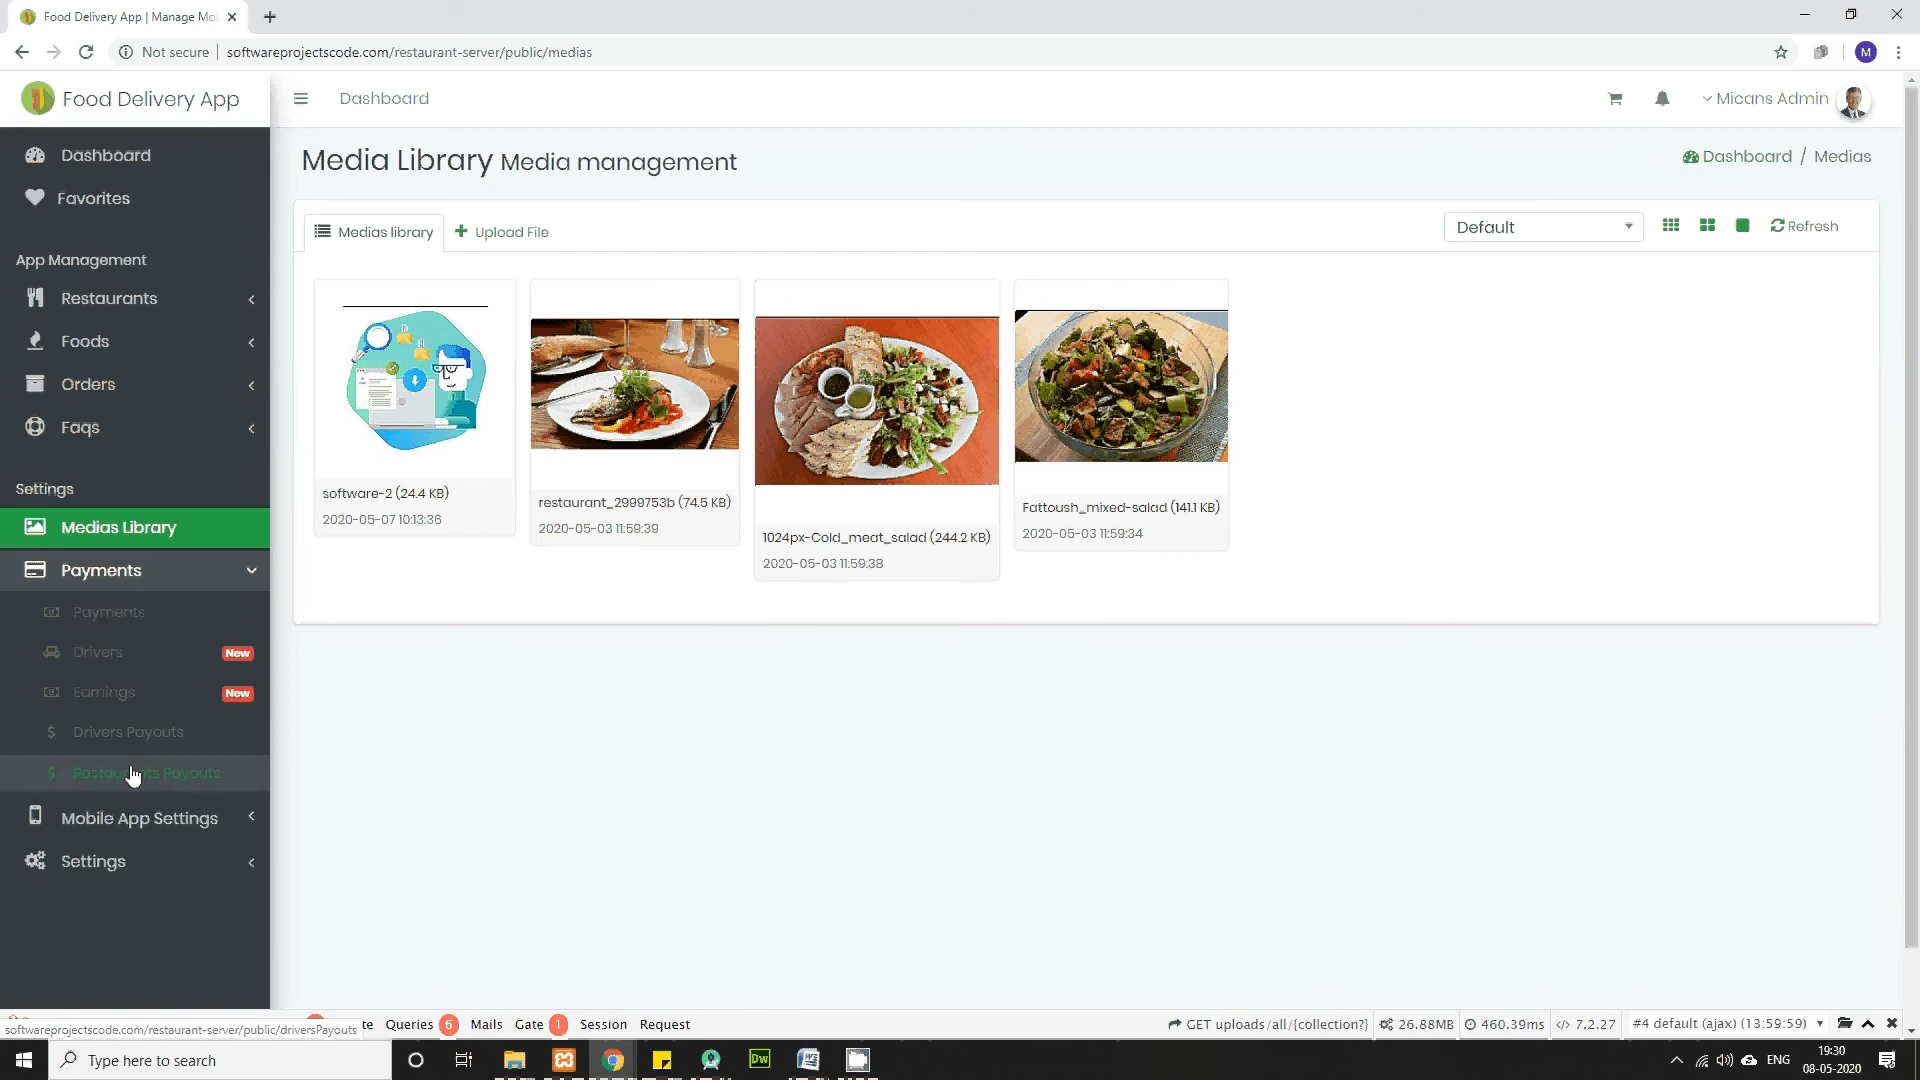 Food Delivery App | Manage Mo
Not secure
softwareprojectscode.com/restaurant-server/public/medias
M
Food Delivery App
Dashboard
Micans Admin
Dashboard
Favorites
App Management
Restaurants
Foods
Orders
Faqs
Settings
Medias Library
Payments
Payments
Drivers New
Earnings New
Drivers Payouts
Restaurants Payouts
Mobile App Settings
Settings
Media Library Media management
Dashboard / Medias
Medias library
Upload File
Default
Refresh
software-2 (24.4 KB)
2020-05-07 10:13:36
restaurant_2999753b (74.5 KB)
2020-05-03 11:59:39
1024px-Cold_meat_salad (244.2 KB)
2020-05-03 11:59:38
Fattoush_mixed-salad (141.1 KB)
2020-05-03 11:59:34
softwareprojectscode.com/restaurant-server/public/driversPayouts
te Queries 6 Mails Gate 1 Session Request
GET uploads/all/{collection?} 26.88MB 460.39ms 7.2.27 #4 default (ajax) (13:59:59)
Type here to search
Dw
ENG
19:30
08-05-2020